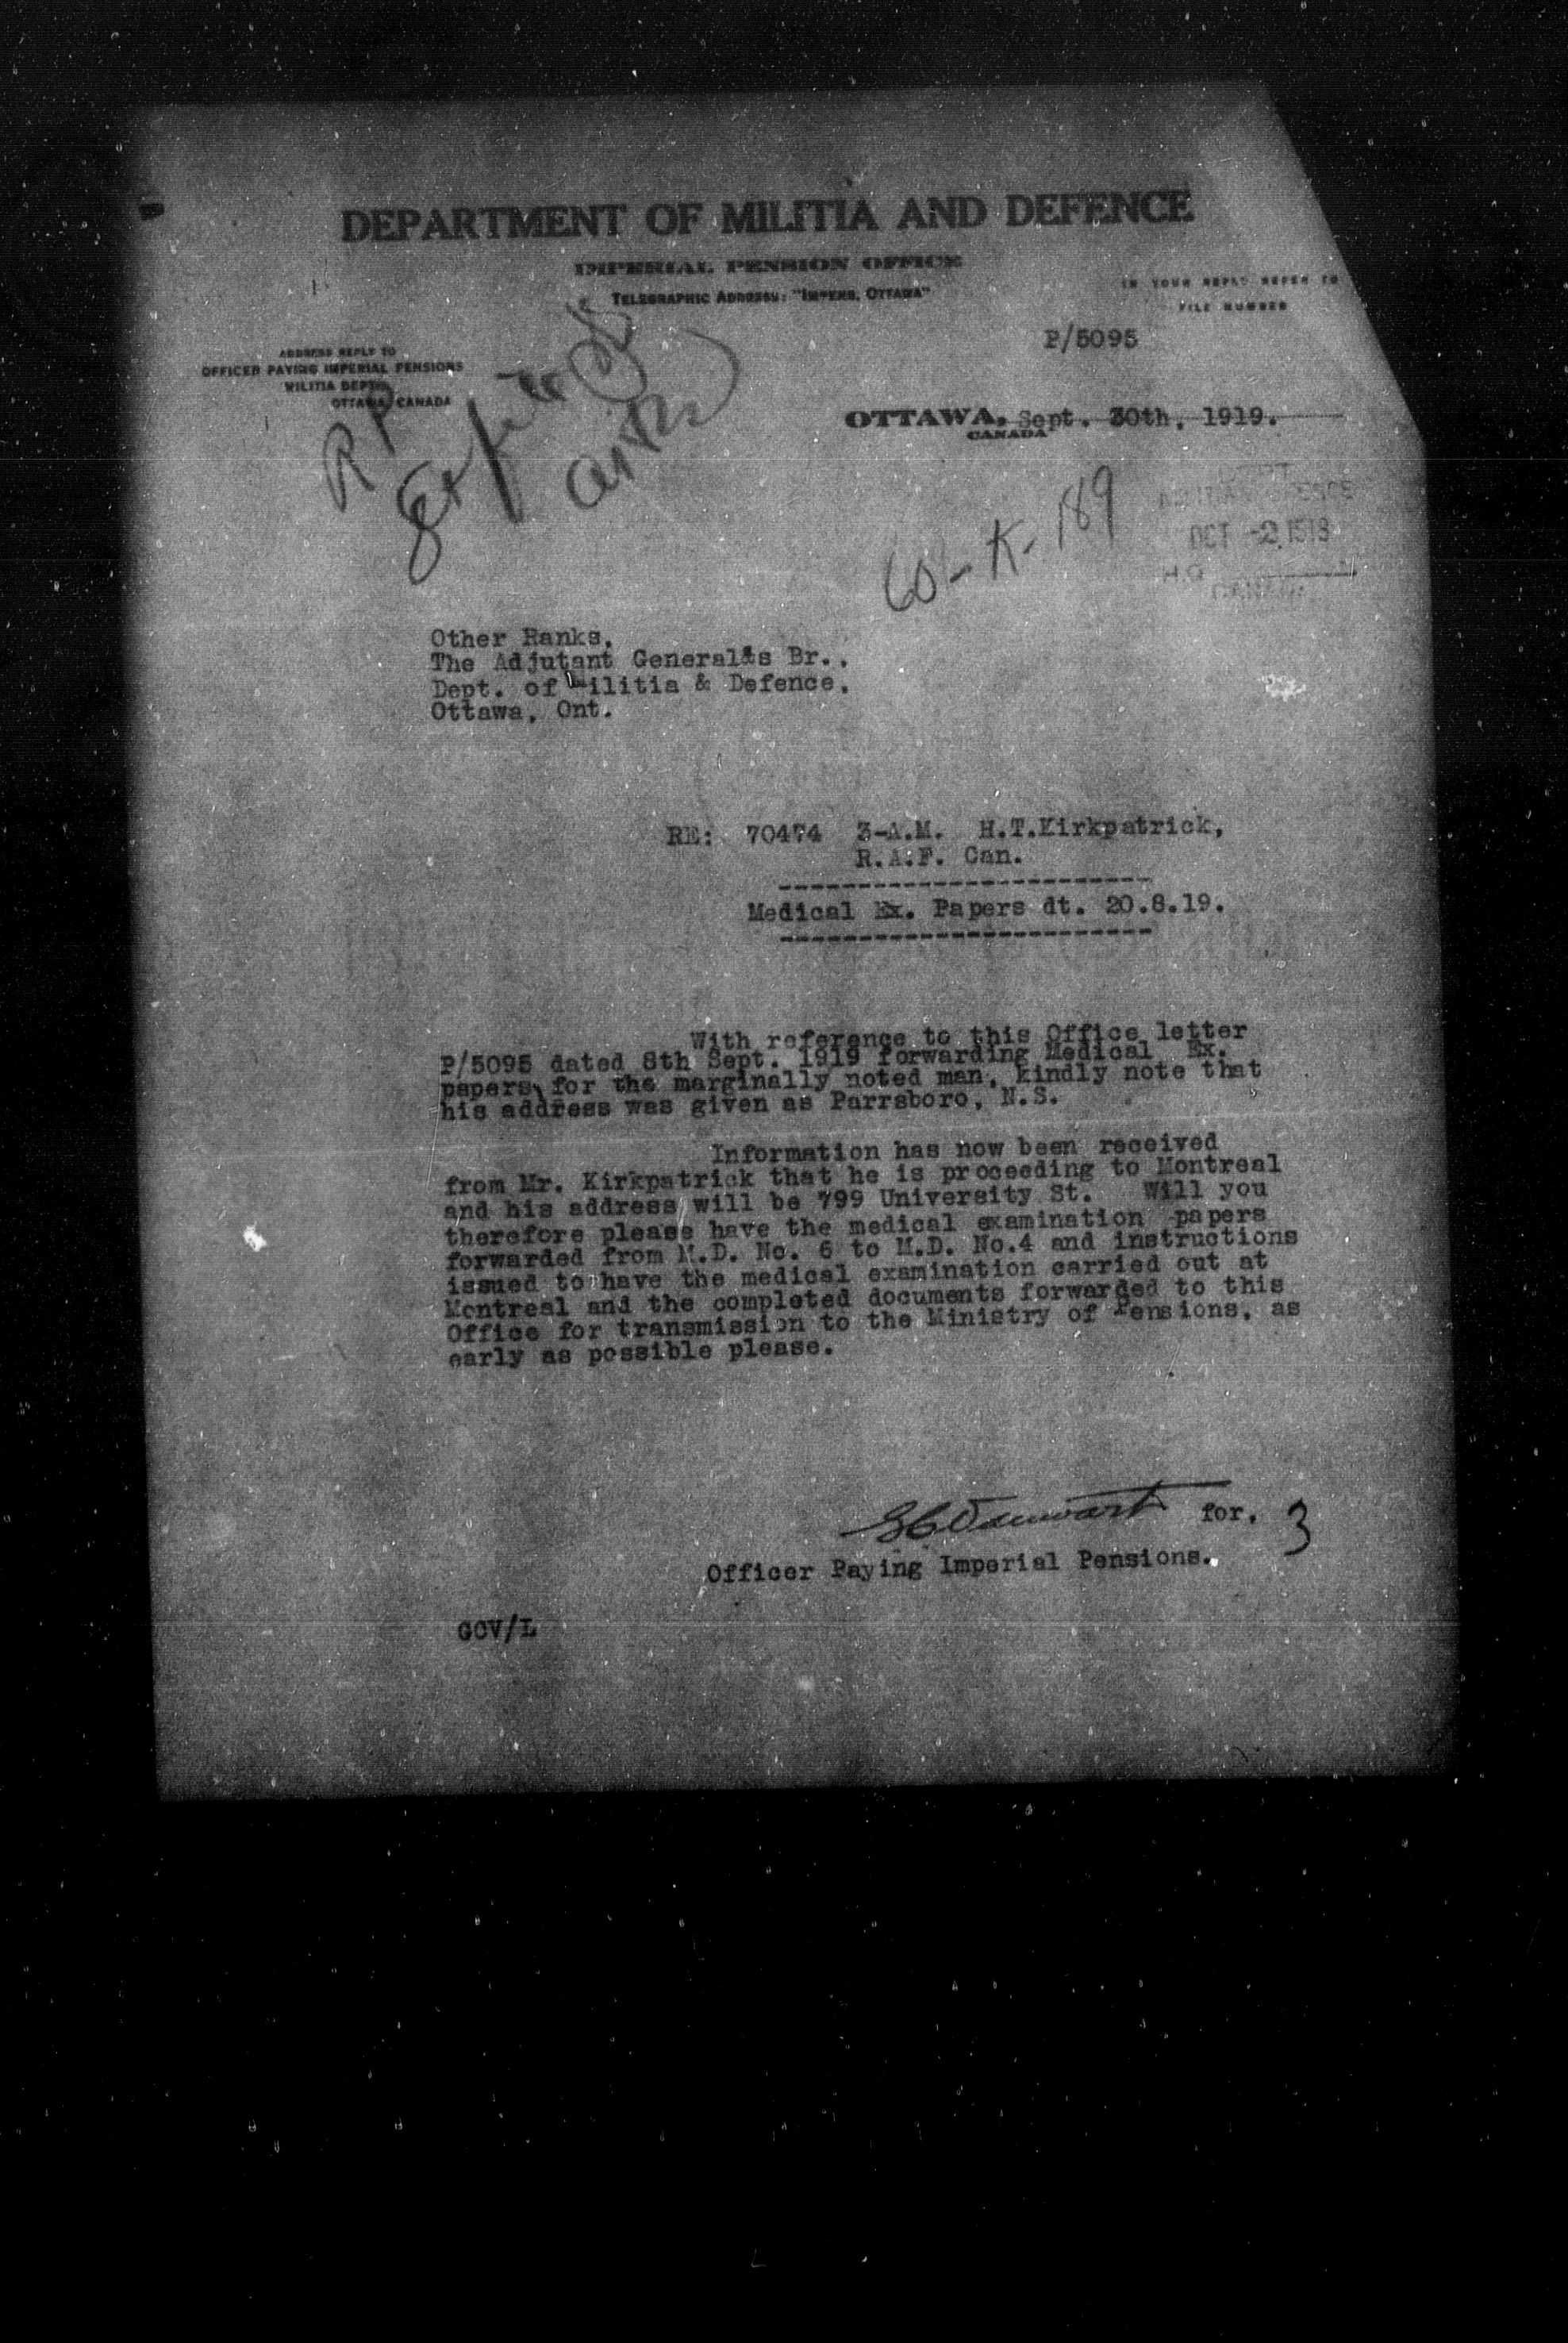 DEPARTMENT OF MILITIA AND DEFENCE
IMPERIAL PENSION OFFICE
TELEGRAPHIC ADDRESS: "IMPENS, OTTAWA"
IN YOUR REPLY REFER TO
FILE NUMBER
P/5095
ADDRESS REPLY TO
OFFICER PAYING IMPERIAL PENSIONS
MILITIA DEPT.
OTTAWA, CANADA
OTTAWA, Sept. 30th, 1919.
CANADA
60-K-189
OCT -2 1919
H.Q.
CANADA
Other Ranks,
The Adjutant General's Br.,
Dept. of Militia & Defence,
Ottawa, Ont.
RE: 70474 3-A.M. H.T.Kirkpatrick,
R.A.F. Can.
Medical Ex. Papers dt. 20.8.19.
With reference to this Office letter
P/5095 dated 8th Sept. 1919 forwarding Medical Ex.
papers for the marginally noted man, kindly note that
his address was given as Parrsboro, N.S.
Information has now been received
from Mr. Kirkpatrick that he is proceeding to Montreal
and his address will be 799 University St. Will you
therefore please have the medical examination papers
forwarded from M.D. No. 6 to M.D. No.4 and instructions
issued to have the medical examination carried out at
Montreal and the completed documents forwarded to this
Office for transmission to the Ministry of Pensions, as
early as possible please.
for. 3
Officer Paying Imperial Pensions.
GCV/L